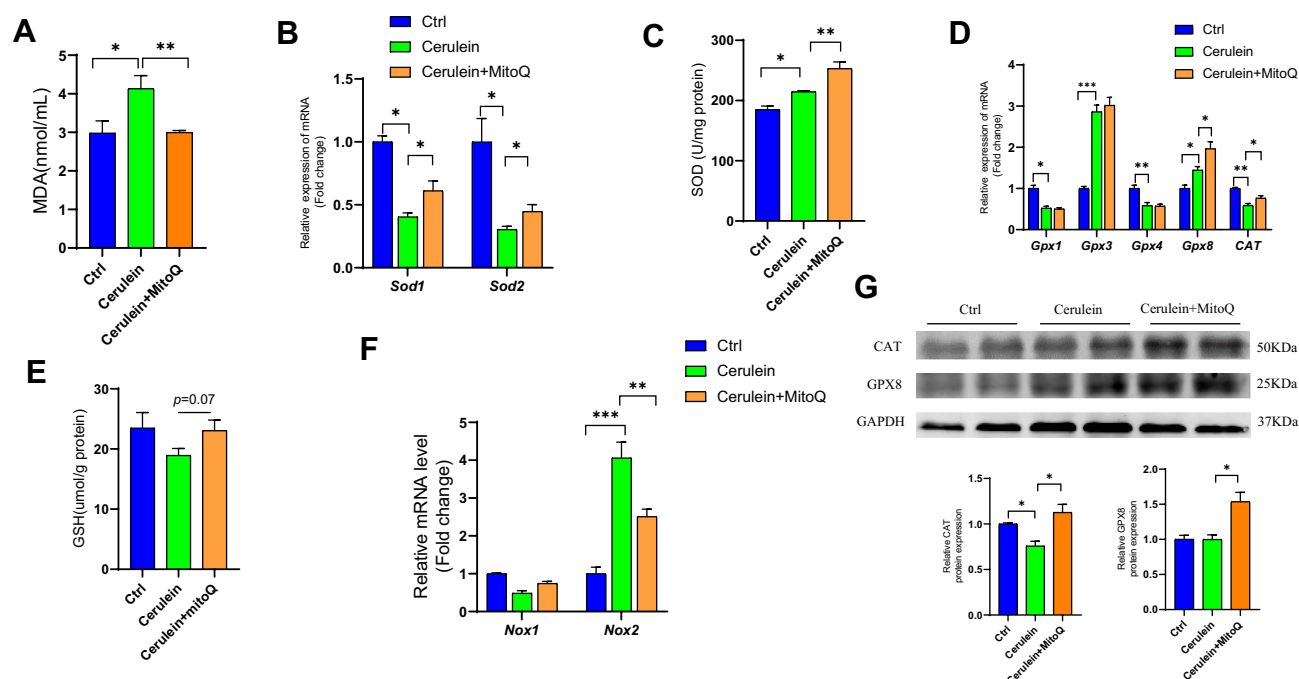 A
MDA(nmol/mL)
5
4
3
2
1
0
*
**
Ctrl
Cerulein
Cerulein+MitoQ
B
Ctrl
Cerulein
Cerulein+MitoQ
Relative expression of mRNA
(Fold change)
1.5
1.0
0.5
0.0
*
*
*
*
Sod1
Sod2
C
SOD (U/mg protein)
300
200
100
0
*
**
Ctrl
Cerulein
Cerulein+MitoQ
D
Ctrl
Cerulein
Cerulein+MitoQ
Relative expression of mRNA
(Fold change)
4
3
2
1
0
*
***
**
*
*
**
*
Gpx1
Gpx3
Gpx4
Gpx8
CAT
E
GSH(umol/g protein)
30
20
10
0
p=0.07
Ctrl
Cerulein
Cerulein+mitoQ
F
Ctrl
Cerulein
Cerulein+MitoQ
Relative mRNA level
(Fold change)
5
4
3
2
1
0
***
**
Nox1
Nox2
G
Ctrl
Cerulein
Cerulein+MitoQ
CAT
50KDa
GPX8
25KDa
GAPDH
37KDa
Relative CAT
protein expression
1.5
1.0
0.5
0.0
*
*
Ctrl
Cerulein
Cerulein+MitoQ
Relative GPX8
protein expression
2.0
1.5
1.0
0.5
0.0
*
Ctrl
Cerulein
Cerulein+MitoQ